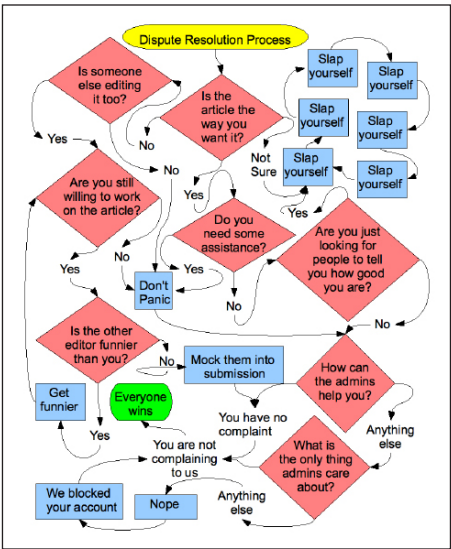 Dispute Resolution Process
Is someone
else editing
it too?
Is the
article the
way you
want it?
Slap
yourself
Slap
yourself
Slap
yourself
Slap
yourself
Slap
yourself
Slap
yourself
Yes
No
No
Not
Sure
Yes
Yes
Are you still
willing to work
on the article?
Do you
need some
assistance?
Are you just
looking for
people to tell
you how good
you are?
Yes
No
Yes
No
Don't
Panic
No
Is the other
editor funnier
than you?
No
Mock them into
submission
How can
the admins
help you?
Get
funnier
Everyone
wins
You have no
complaint
Anything
else
Yes
You are not
complaining
to us
What is
the only thing
admins care
about?
We blocked
your account
Nope
Anything
else